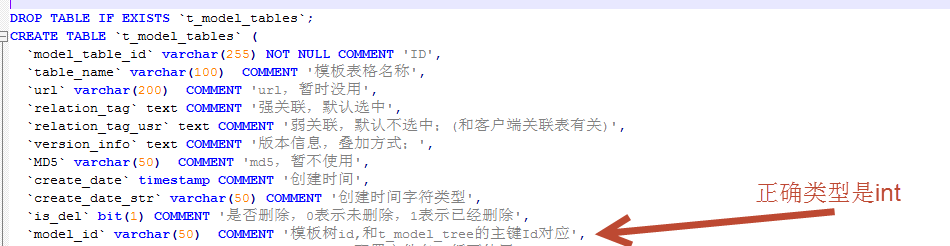 DROP TABLE IF EXISTS `t_model_tables`;
CREATE TABLE `t_model_tables` (
`model_table_id` varchar(255) NOT NULL COMMENT 'ID',
`table_name` varchar(100)  COMMENT '模板表格名称',
`url` varchar(200)  COMMENT 'url，暂时没用',
`relation_tag` text COMMENT '强关联，默认选中',
`relation_tag_usr` text COMMENT '弱关联，默认不选中；(和客户端关联表有关)',
`version_info` text COMMENT '版本信息，叠加方式；',
`MD5` varchar(50)  COMMENT 'md5，暂不使用',
`create_date` timestamp COMMENT '创建时间',
`create_date_str` varchar(50) COMMENT '创建时间字符类型',
正确类型是int
`is_del` bit(1) COMMENT '是否删除，0表示未删除，1表示已经删除',
`model_id` varchar(50)  COMMENT '模板树id,和t_model_tree的主键Id对应',